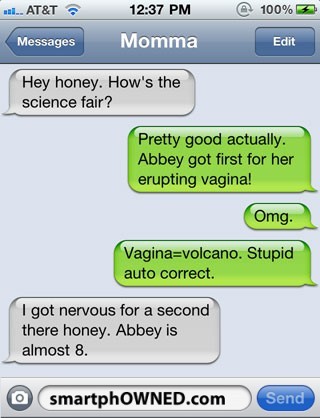 AT&T 12:37 PM 100%
Messages Momma Edit
Hey honey. How's the
science fair?
Pretty good actually.
Abbey got first for her
erupting vagina!
Omg.
Vagina=volcano. Stupid
auto correct.
I got nervous for a second
there honey. Abbey is
almost 8.
smartphOWNED.com Send